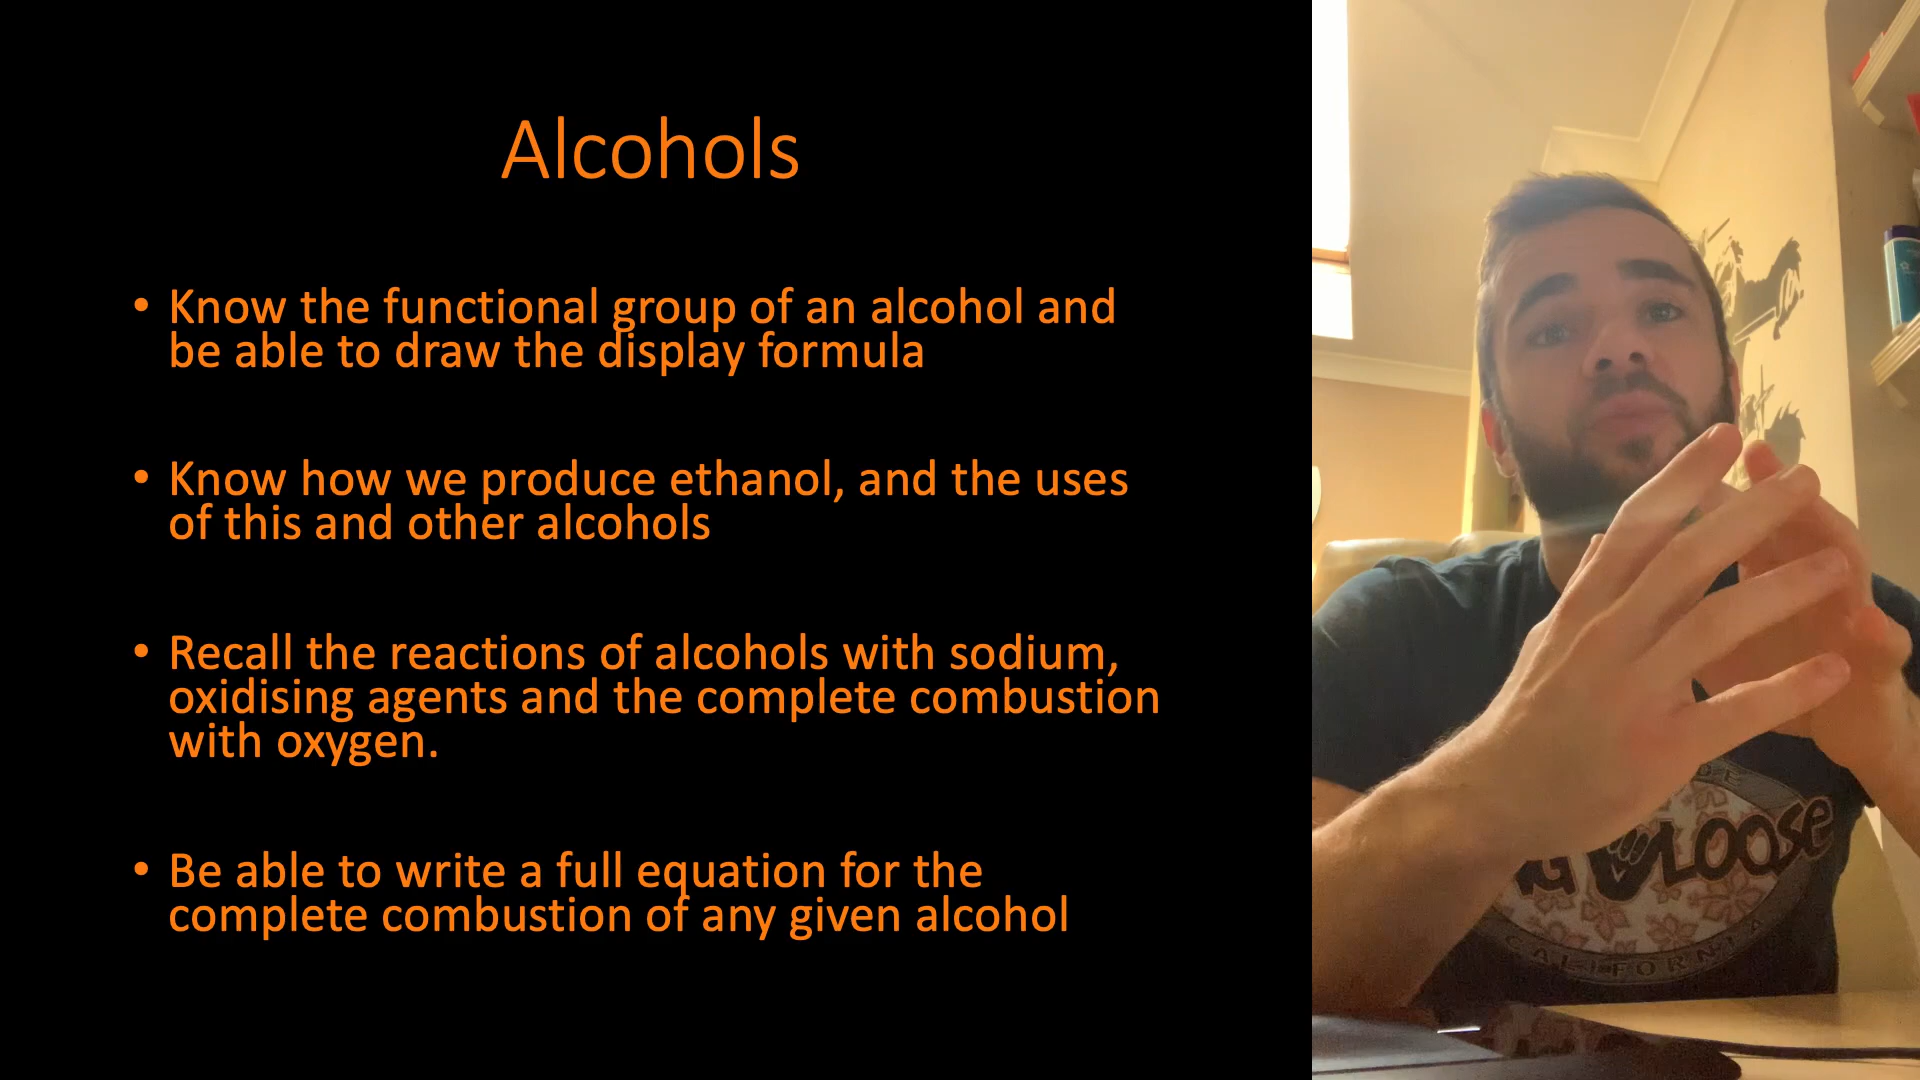 Alcohols
• Know the functional group of an alcohol and
be able to draw the display formula
• Know how we produce ethanol, and the uses
of this and other alcohols
• Recall the reactions of alcohols with sodium,
oxidising agents and the complete combustion
with oxygen.
• Be able to write a full equation for the
complete combustion of any given alcohol
LOOSE
CALIFORNIA